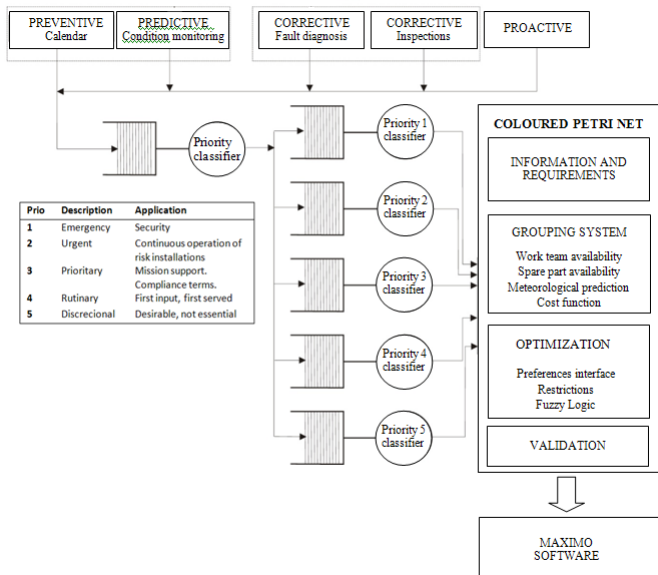 PREVENTIVE
Calendar
PREDICTIVE
Condition monitoring
CORRECTIVE
Fault diagnosis
CORRECTIVE
Inspections
PROACTIVE
Priority
classifier
Priority 1
classifier
Priority 2
classifier
Priority 3
classifier
Priority 4
classifier
Priority 5
classifier
Prio Description Application
1 Emergency Security
2 Urgent Continuous operation of
risk installations
3 Prioritary Mission support.
Compliance terms.
4 Rutinary First input, first served
5 Discrecional Desirable, not essential
COLOURED PETRI NET
INFORMATION AND
REQUIREMENTS
GROUPING SYSTEM
Work team availability
Spare part availability
Meteorological prediction
Cost function
OPTIMIZATION
Preferences interface
Restrictions
Fuzzy Logic
VALIDATION
MAXIMO
SOFTWARE